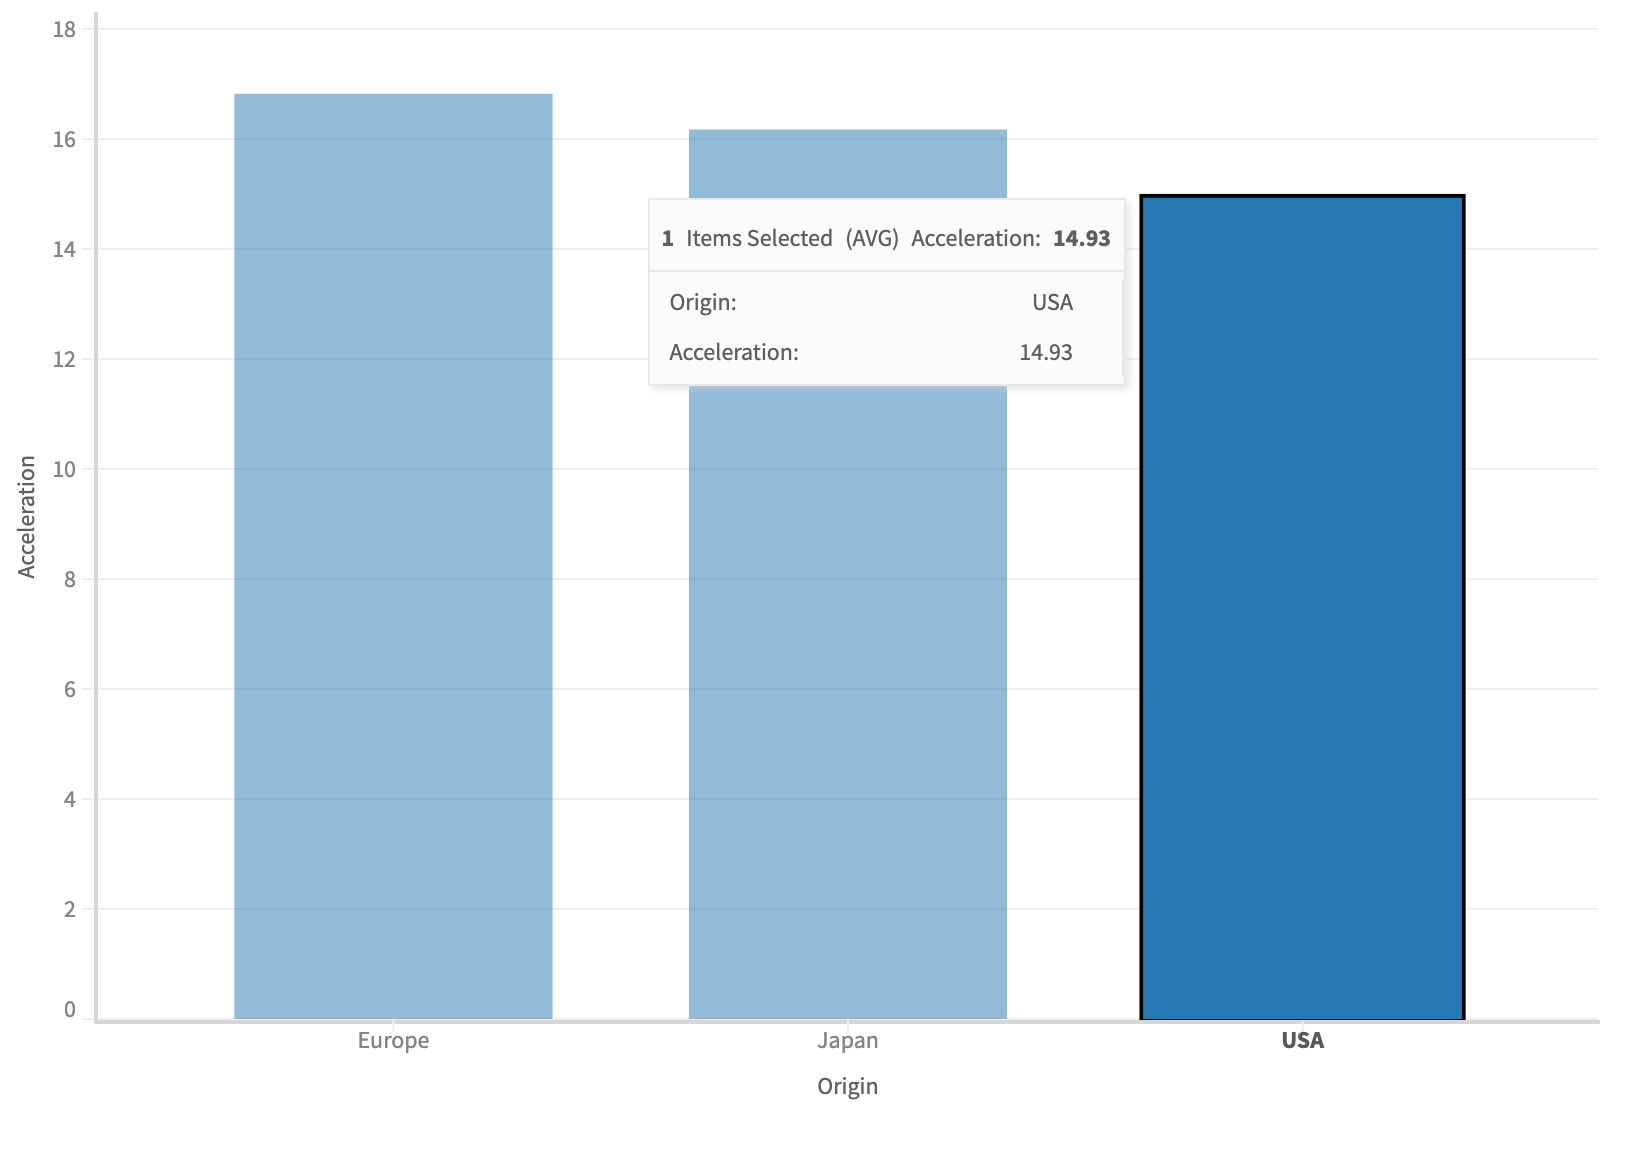 18
16
14
12
10
8
6
4
2
0
Acceleration
1 Items Selected (AVG) Acceleration: 14.93
Origin: USA
Acceleration: 14.93
Europe Japan USA
Origin